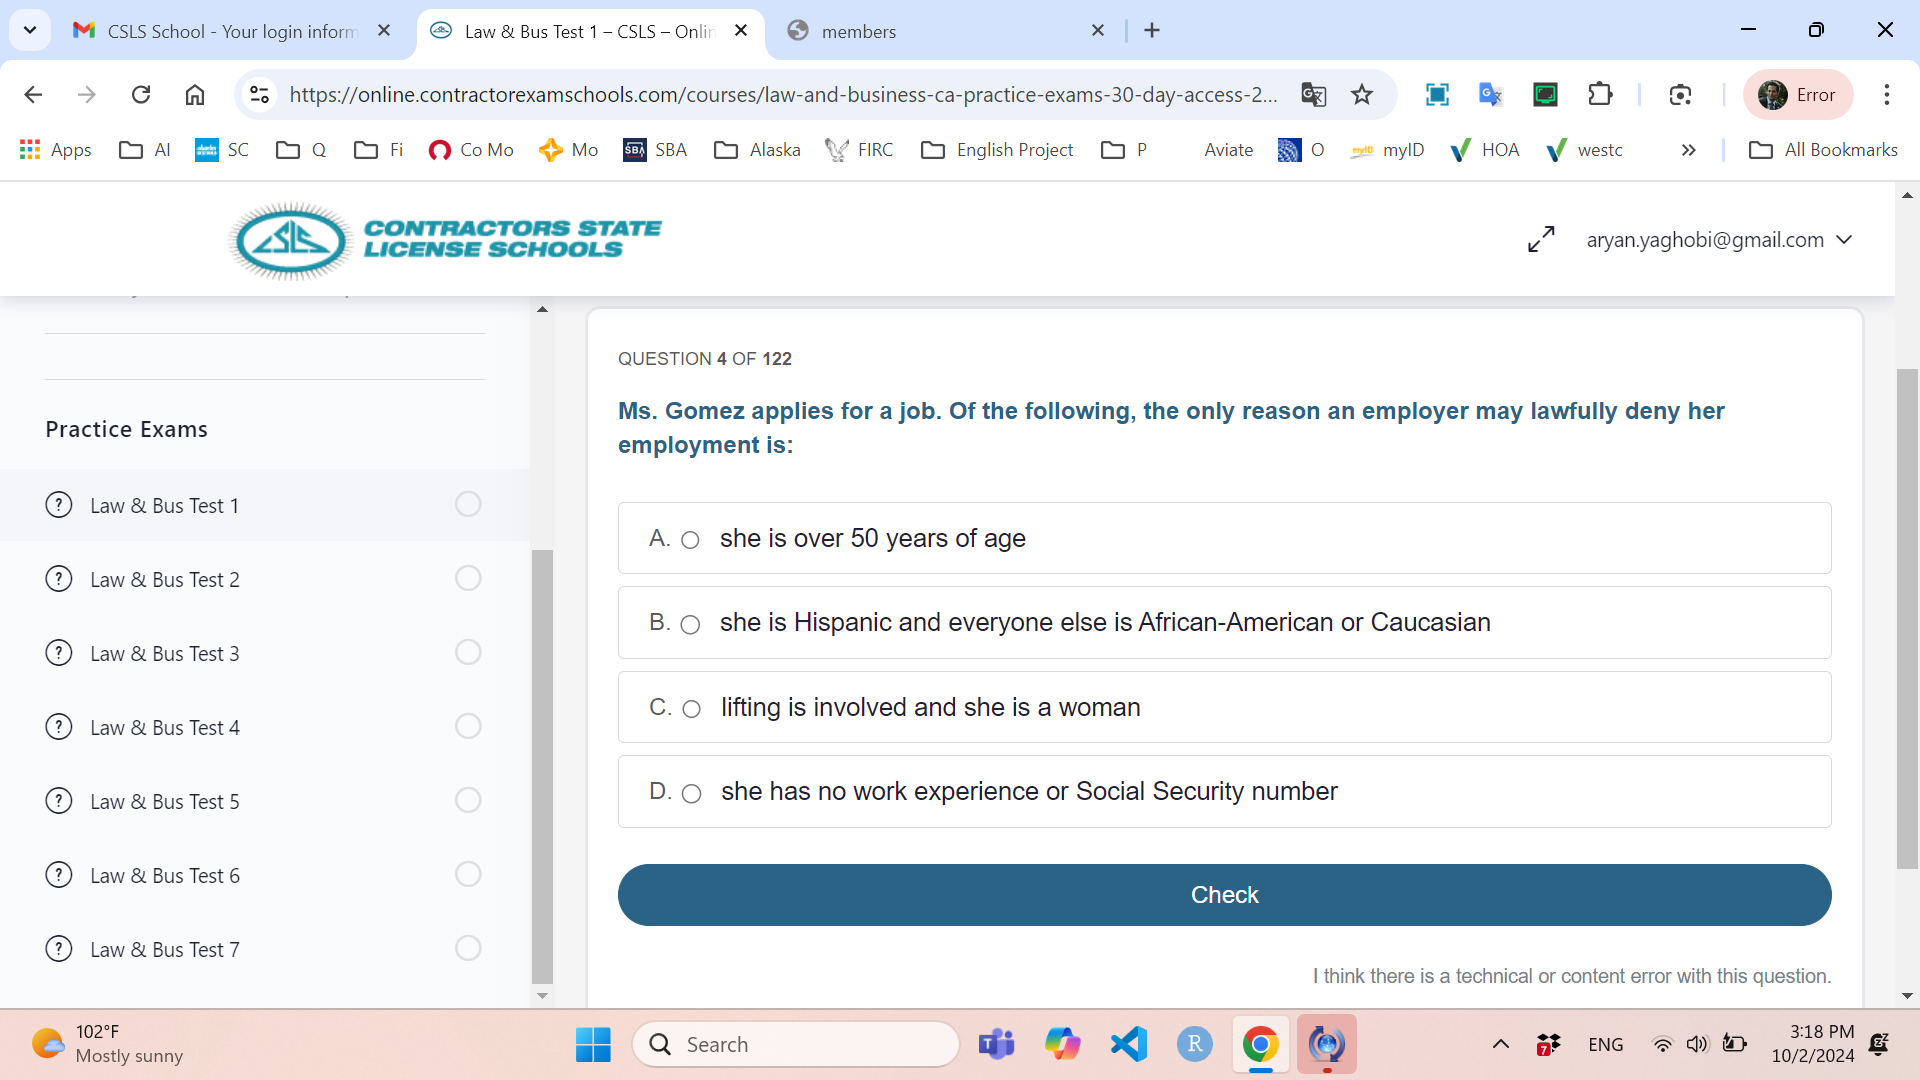 CSLS School - Your login inform
Law & Bus Test 1 – CSLS – Onlin
members
https://online.contractorexamschools.com/courses/law-and-business-ca-practice-exams-30-day-access-2...
Error
Apps
AI
SC
Q
Fi
Co Mo
Mo
SBA
SBA
Alaska
FIRC
English Project
P
Aviate
O
myID
myID
HOA
westc
All Bookmarks
CSLS
CONTRACTORS STATE
LICENSE SCHOOLS
aryan.yaghobi@gmail.com
Practice Exams
Law & Bus Test 1
Law & Bus Test 2
Law & Bus Test 3
Law & Bus Test 4
Law & Bus Test 5
Law & Bus Test 6
Law & Bus Test 7
QUESTION 4 OF 122
Ms. Gomez applies for a job. Of the following, the only reason an employer may lawfully deny her
employment is:
A. she is over 50 years of age
B. she is Hispanic and everyone else is African-American or Caucasian
C. lifting is involved and she is a woman
D. she has no work experience or Social Security number
Check
I think there is a technical or content error with this question.
102°F
Mostly sunny
Search
R
7
ENG
3:18 PM
10/2/2024